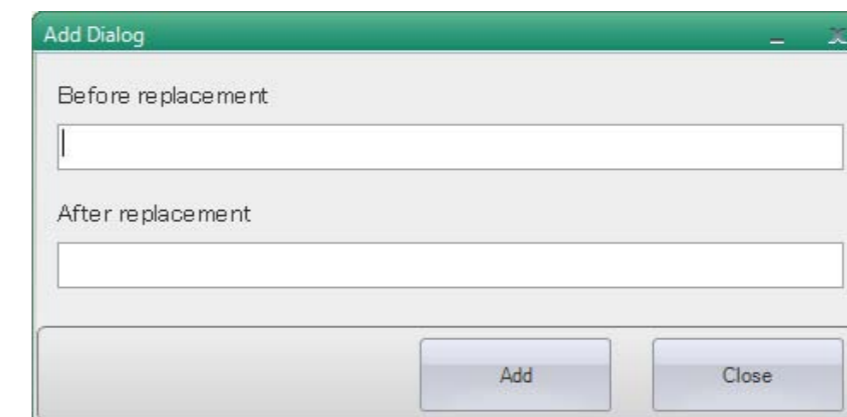 Add Dialog
Before replacement
After replacement
Add Close